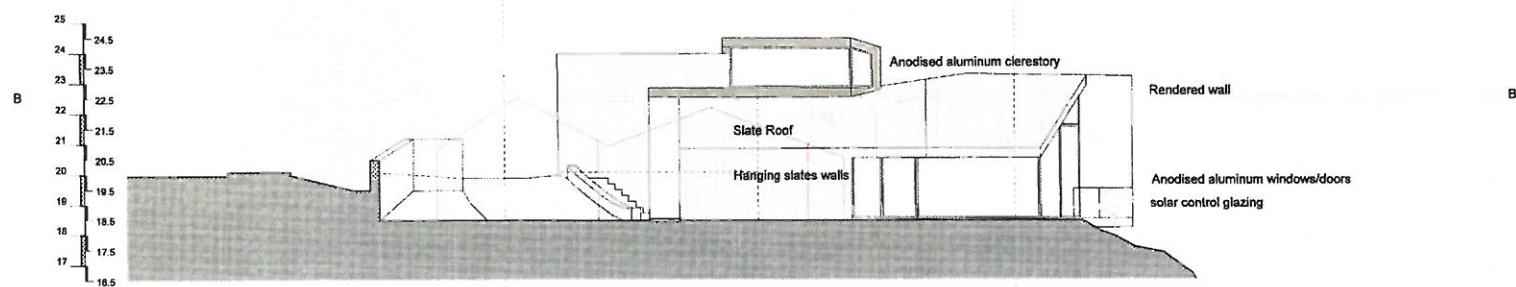 25
24.5
24
23.5
23
22.5
22
21.5
21
20.5
20
19.5
19
18.5
18
17.5
17
16.5
B
B
Anodised aluminum clerestory
Rendered wall
Slate Roof
Hanging slates walls
Anodised aluminum windows/doors
solar control glazing